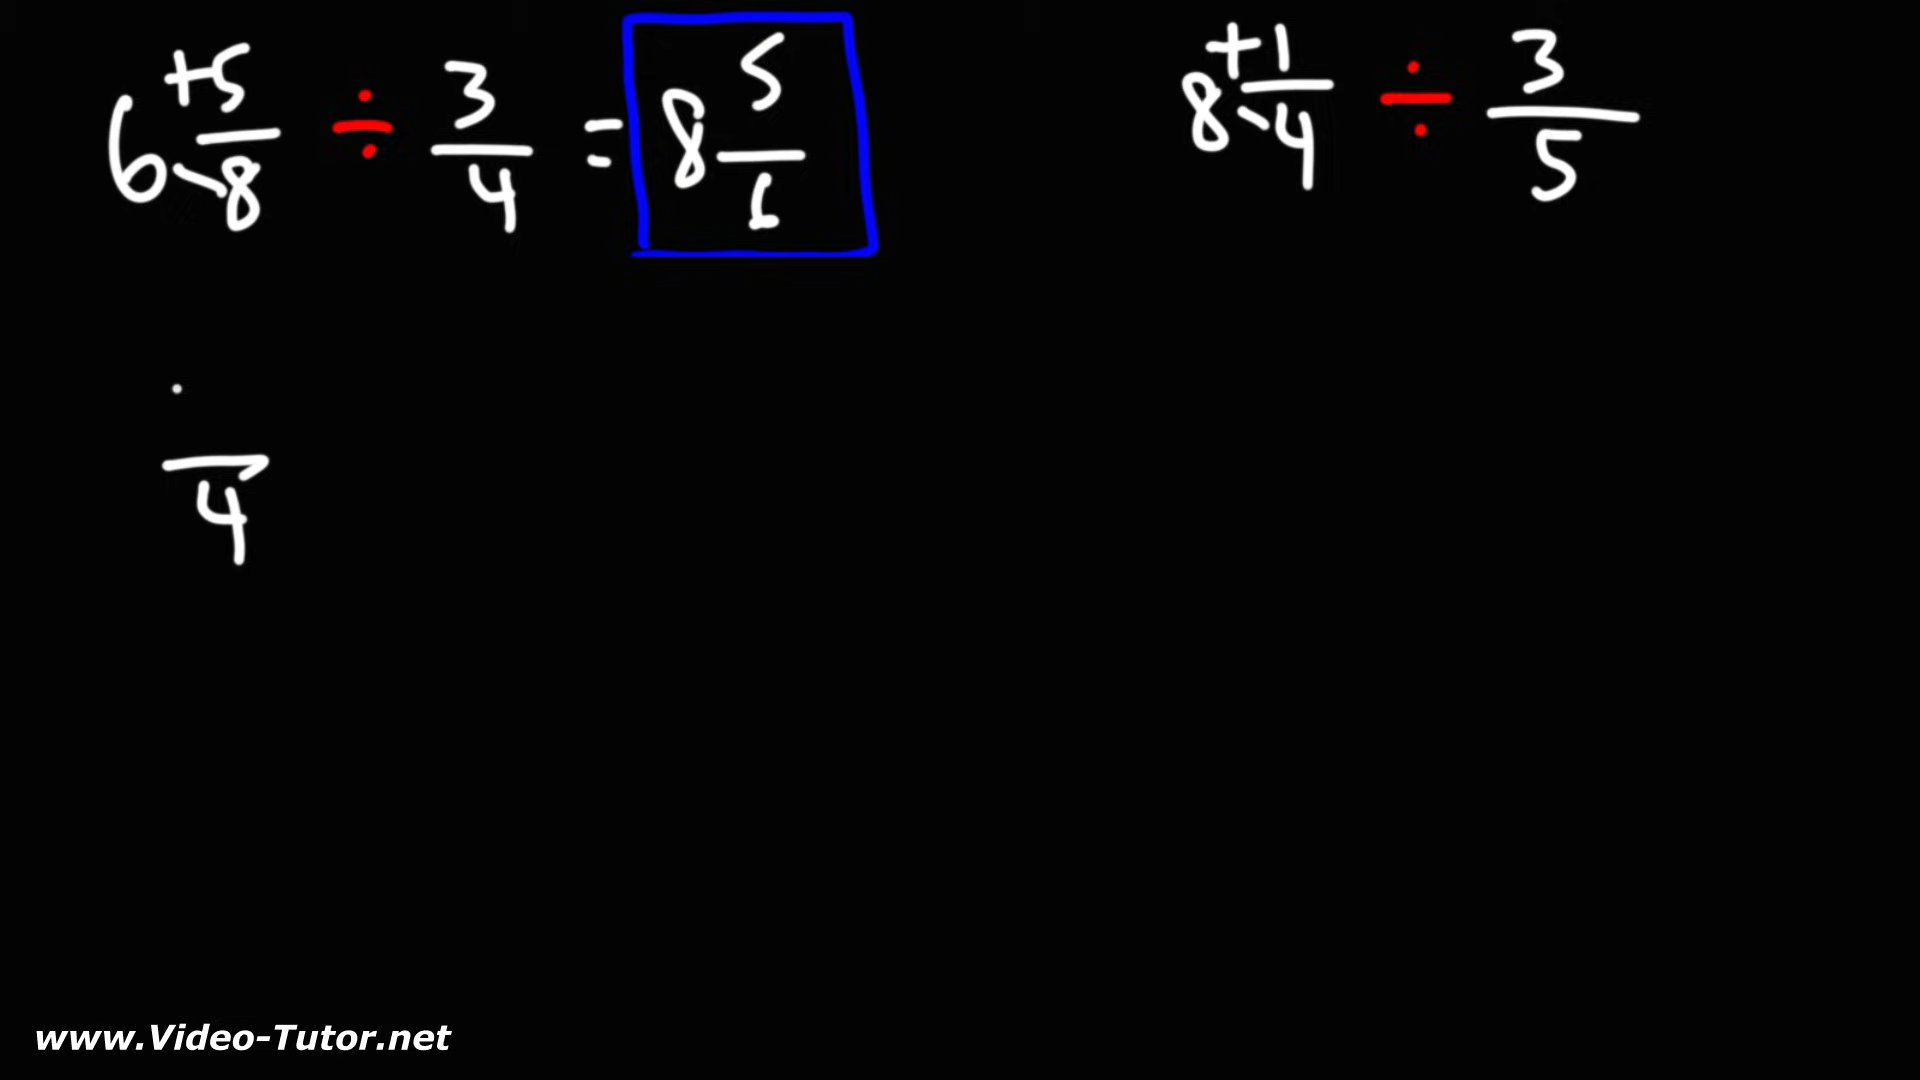 6 +5/8 ÷ 3/4 = 8 5/6
8 +1/4 ÷ 3/5
/4
www.Video-Tutor.net